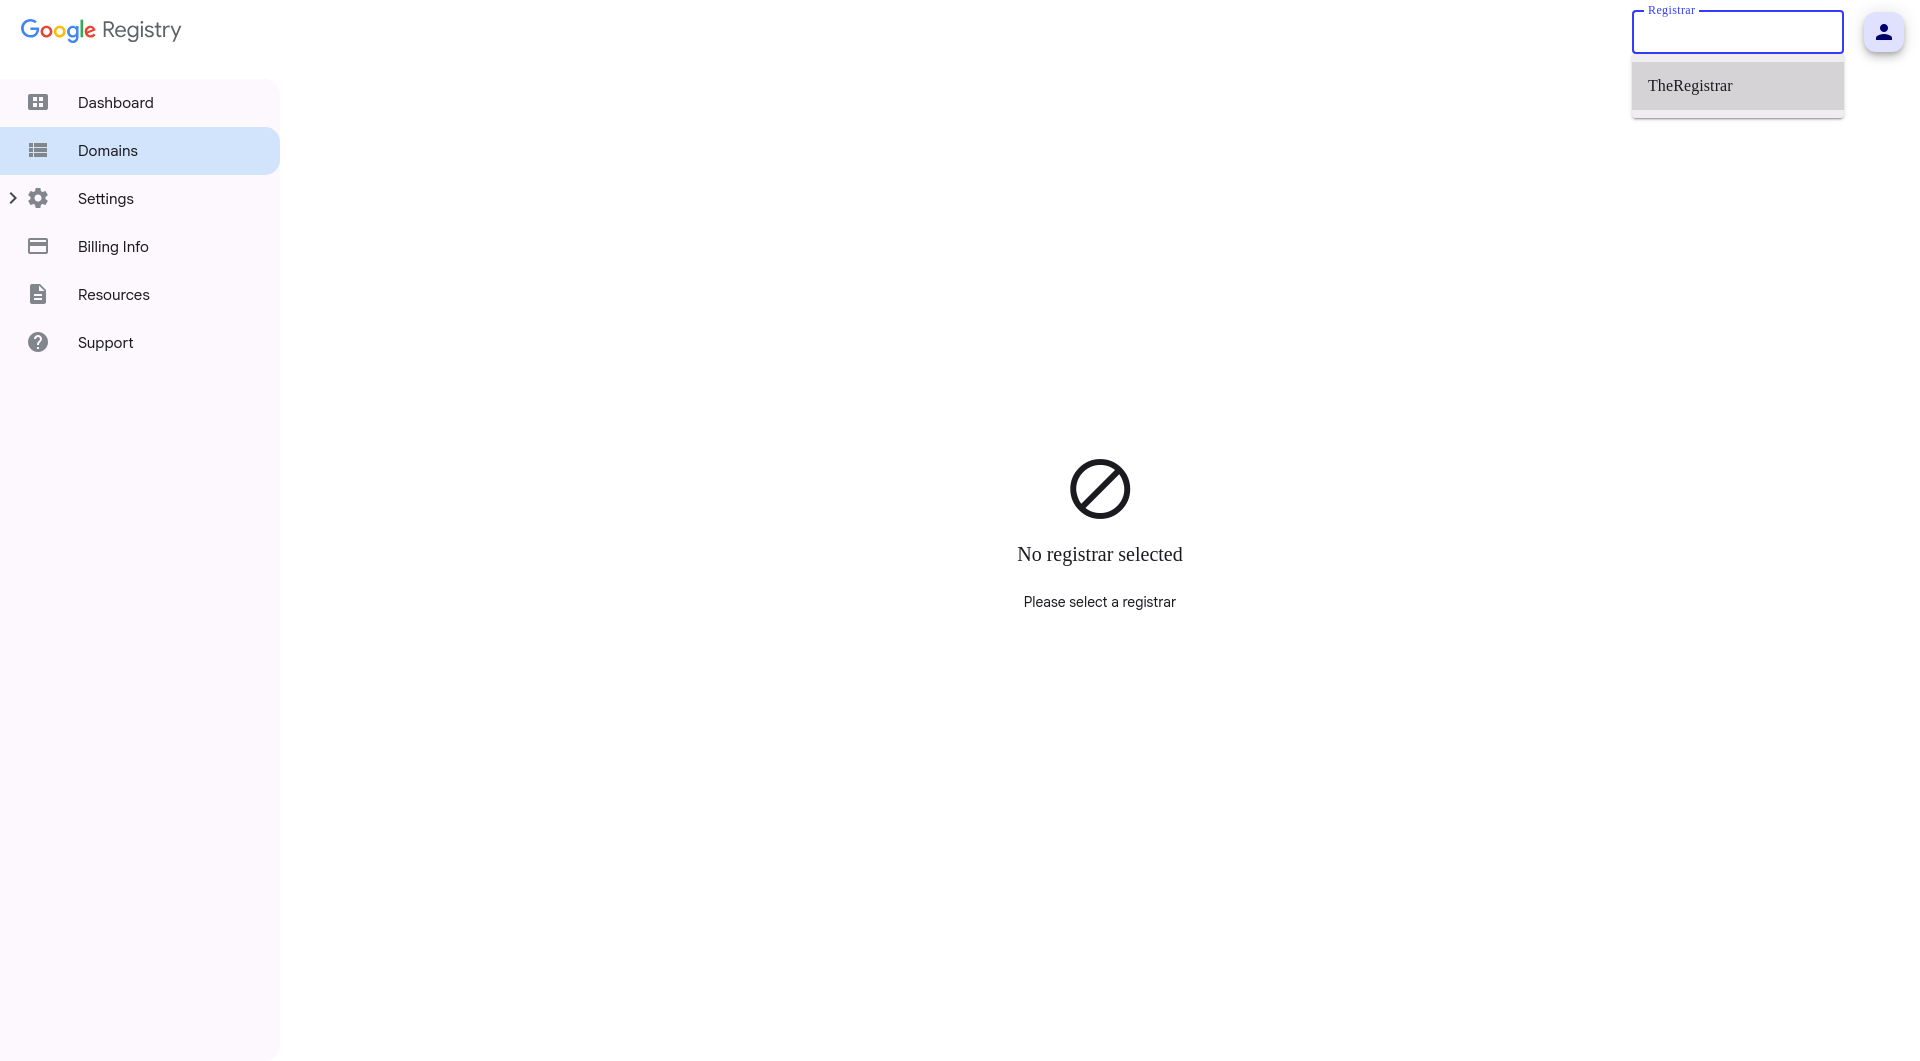 Google Registry
Registrar
TheRegistrar
Dashboard
Domains
Settings
Billing Info
Resources
Support
No registrar selected
Please select a registrar